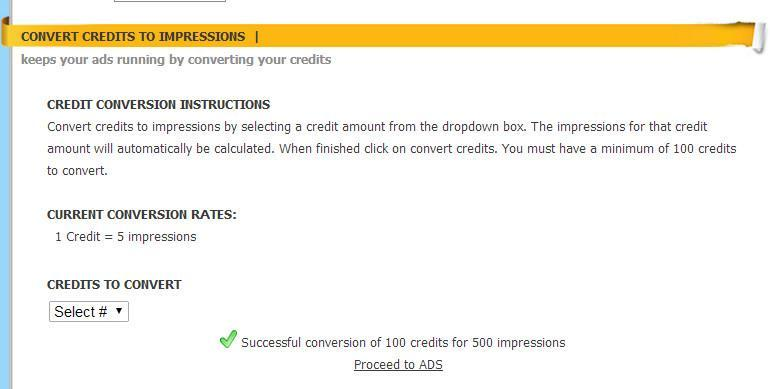 CONVERT CREDITS TO IMPRESSIONS |
keeps your ads running by converting your credits
CREDIT CONVERSION INSTRUCTIONS
Convert credits to impressions by selecting a credit amount from the dropdown box. The impressions for that credit
amount will automatically be calculated. When finished click on convert credits. You must have a minimum of 100 credits
to convert.
CURRENT CONVERSION RATES:
1 Credit = 5 impressions
CREDITS TO CONVERT
Select #
Successful conversion of 100 credits for 500 impressions
Proceed to ADS